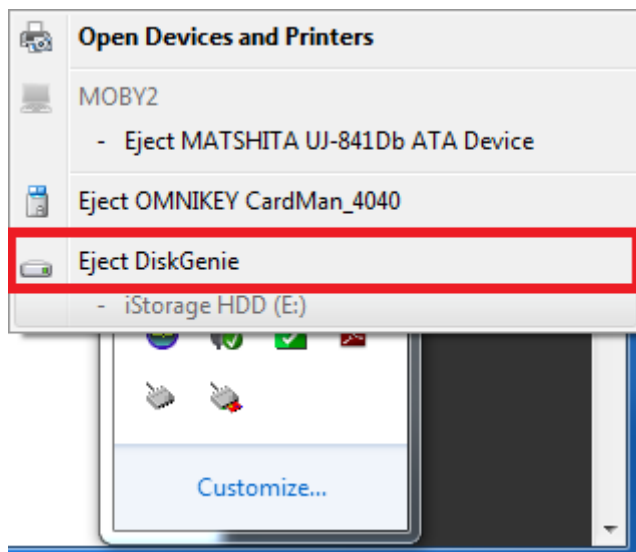 Open Devices and Printers
MOBY2
- Eject MATSHITA UJ-841Db ATA Device
Eject OMNIKEY CardMan_4040
Eject DiskGenie
- iStorage HDD (E:)
Customize...